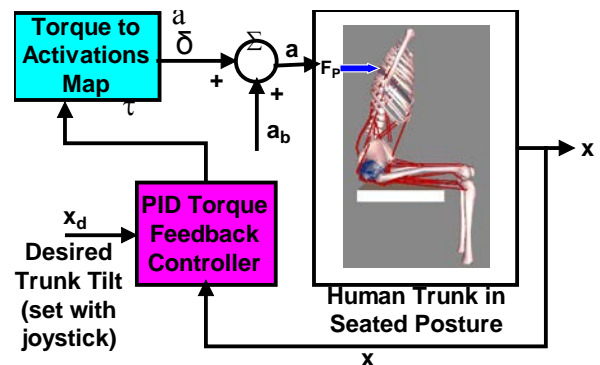 Torque to
Activations
Map
a
δ
Σ
a
+
+
F_P
a_b
τ
x
x_d
PID Torque
Feedback
Controller
Desired
Trunk Tilt
(set with
joystick)
Human Trunk in
Seated Posture
x